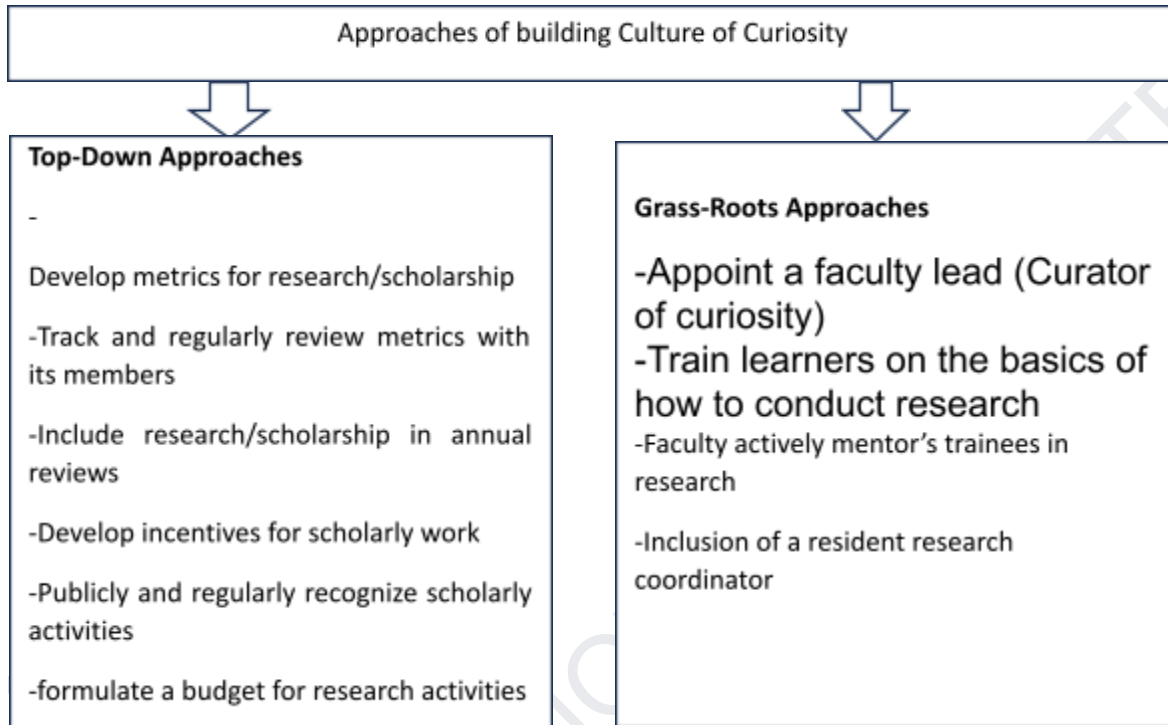 Approaches of building Culture of Curiosity
Top-Down Approaches
-
Develop metrics for research/scholarship
-Track and regularly review metrics with
its members
-Include research/scholarship in annual
reviews
-Develop incentives for scholarly work
-Publicly and regularly recognize scholarly
activities
-formulate a budget for research activities
Grass-Roots Approaches
-Appoint a faculty lead (Curator
of curiosity)
-Train learners on the basics of
how to conduct research
-Faculty actively mentor’s trainees in
research
-Inclusion of a resident research
coordinator